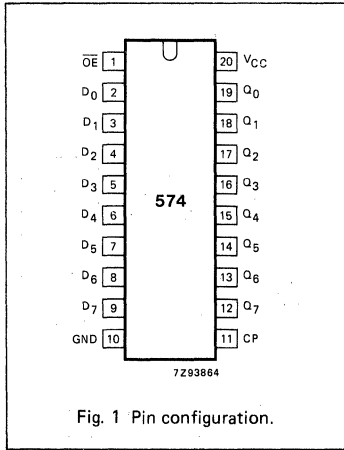 OE 1 20 VCC
D0 2 19 Q0
D1 3 18 Q1
D2 4 17 Q2
D3 5 16 Q3
574
D4 6 15 Q4
D5 7 14 Q5
D6 8 13 Q6
D7 9 12 Q7
GND 10 11 CP
7Z93864
Fig. 1 Pin configuration.